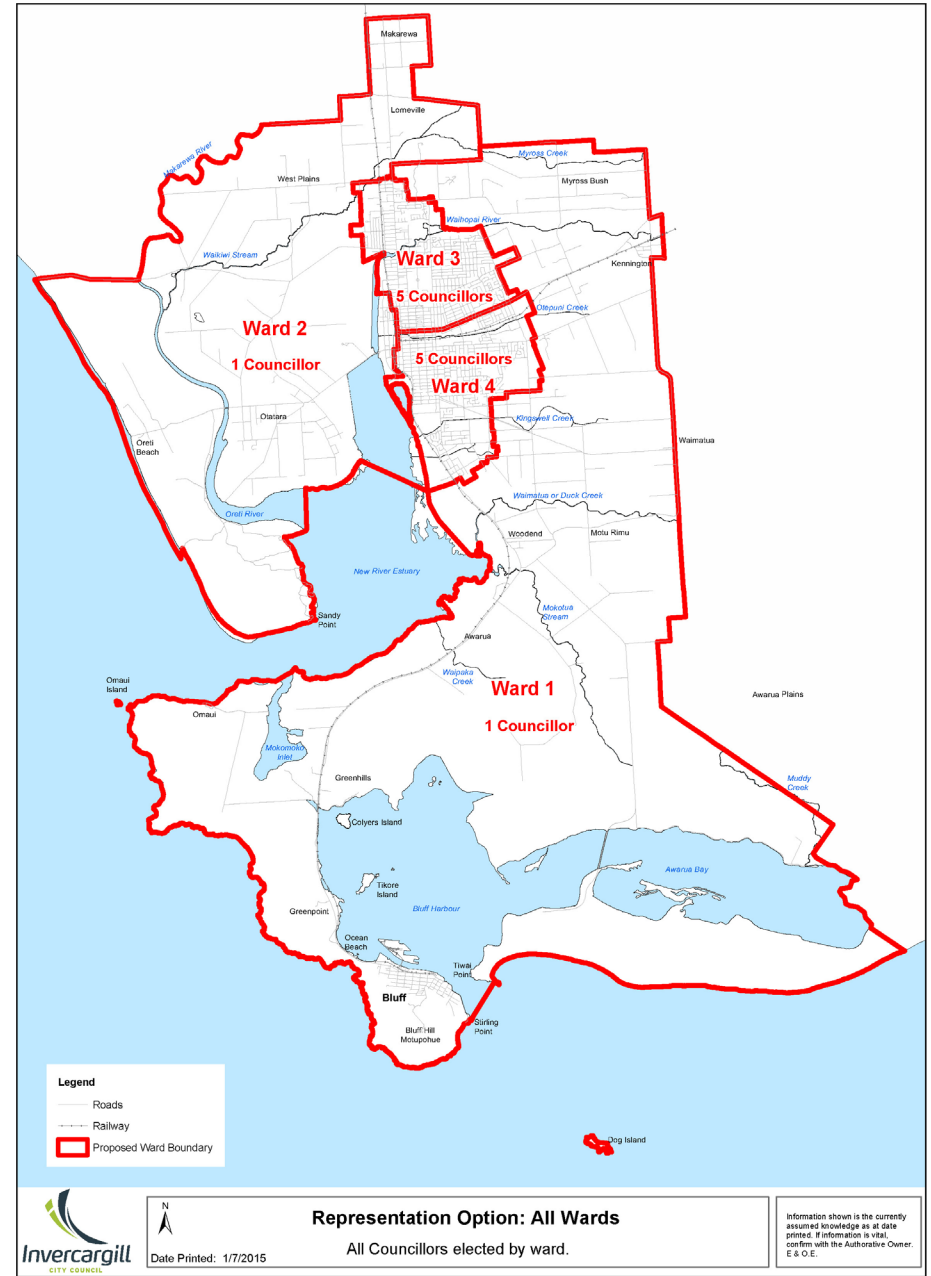 Makarewa
Lorneville
Makarewa River
Myross Creek
West Plains
Myross Bush
Waihopai River
Waikiwi Stream
Ward 3
Kennington
5 Councillors
Otepuni Creek
Ward 2
1 Councillor
5 Councillors
Ward 4
Otatara
Kingswell Creek
Oreti
Beach
Waimatua
Waimatua or Duck Creek
Oreti River
Woodend
Motu Rimu
New River Estuary
Sandy
Point
Mokotua
Stream
Awarua
Waipaka
Creek
Omaui
Island
Ward 1
Awarua Plains
Omaui
1 Councillor
Mokomoko
Inlet
Greenhills
Muddy
Creek
Colyers Island
Awarua Bay
Tikore
Island
Bluff Harbour
Greenpoint
Ocean
Beach
Tiwai
Point
Bluff
Stirling
Point
Bluff Hill
Motupohue
Dog Island
Legend
Roads
Railway
Proposed Ward Boundary
Invercargill
CITY COUNCIL
N
Date Printed: 1/7/2015
Representation Option: All Wards
All Councillors elected by ward.
Information shown is the currently
assumed knowledge as at date
printed. If information is vital,
confirm with the Authorative Owner.
E & O.E.